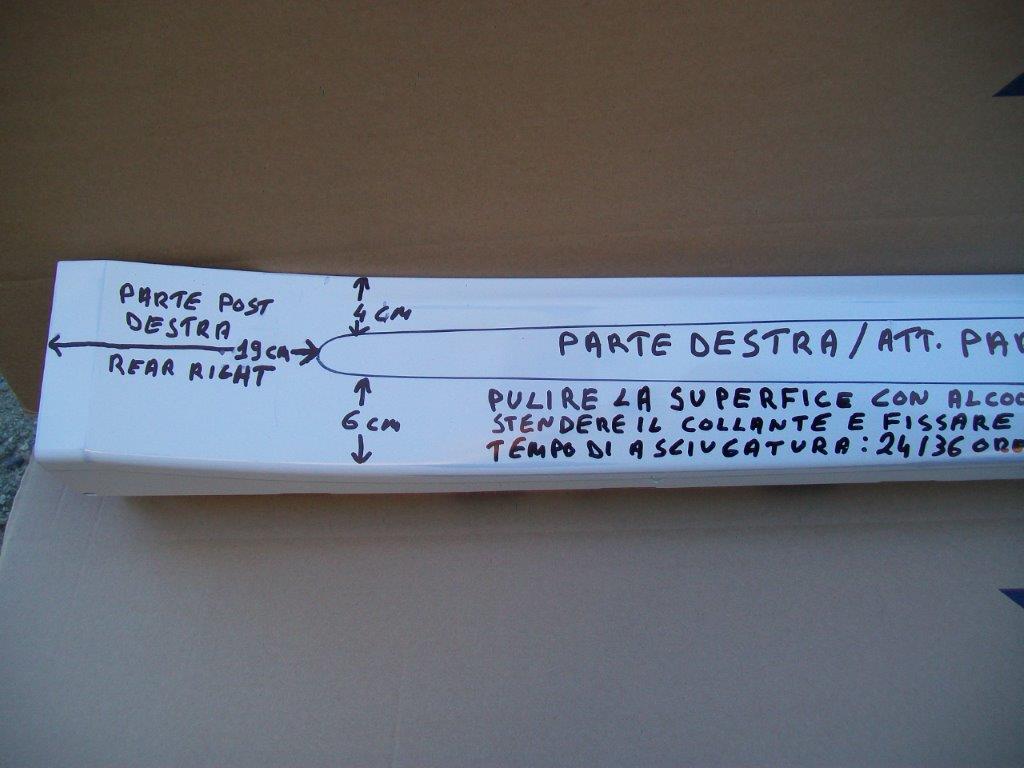 PARTE POST
DESTRA
19 CM
REAR RIGHT
4 CM
6 CM
PARTE DESTRA / ATT.
PULIRE LA SUPERFICE CON
STENDERE IL COLLANTE E FISSARE
TEMPO DI ASCIUGATURA: 24/36 ORE